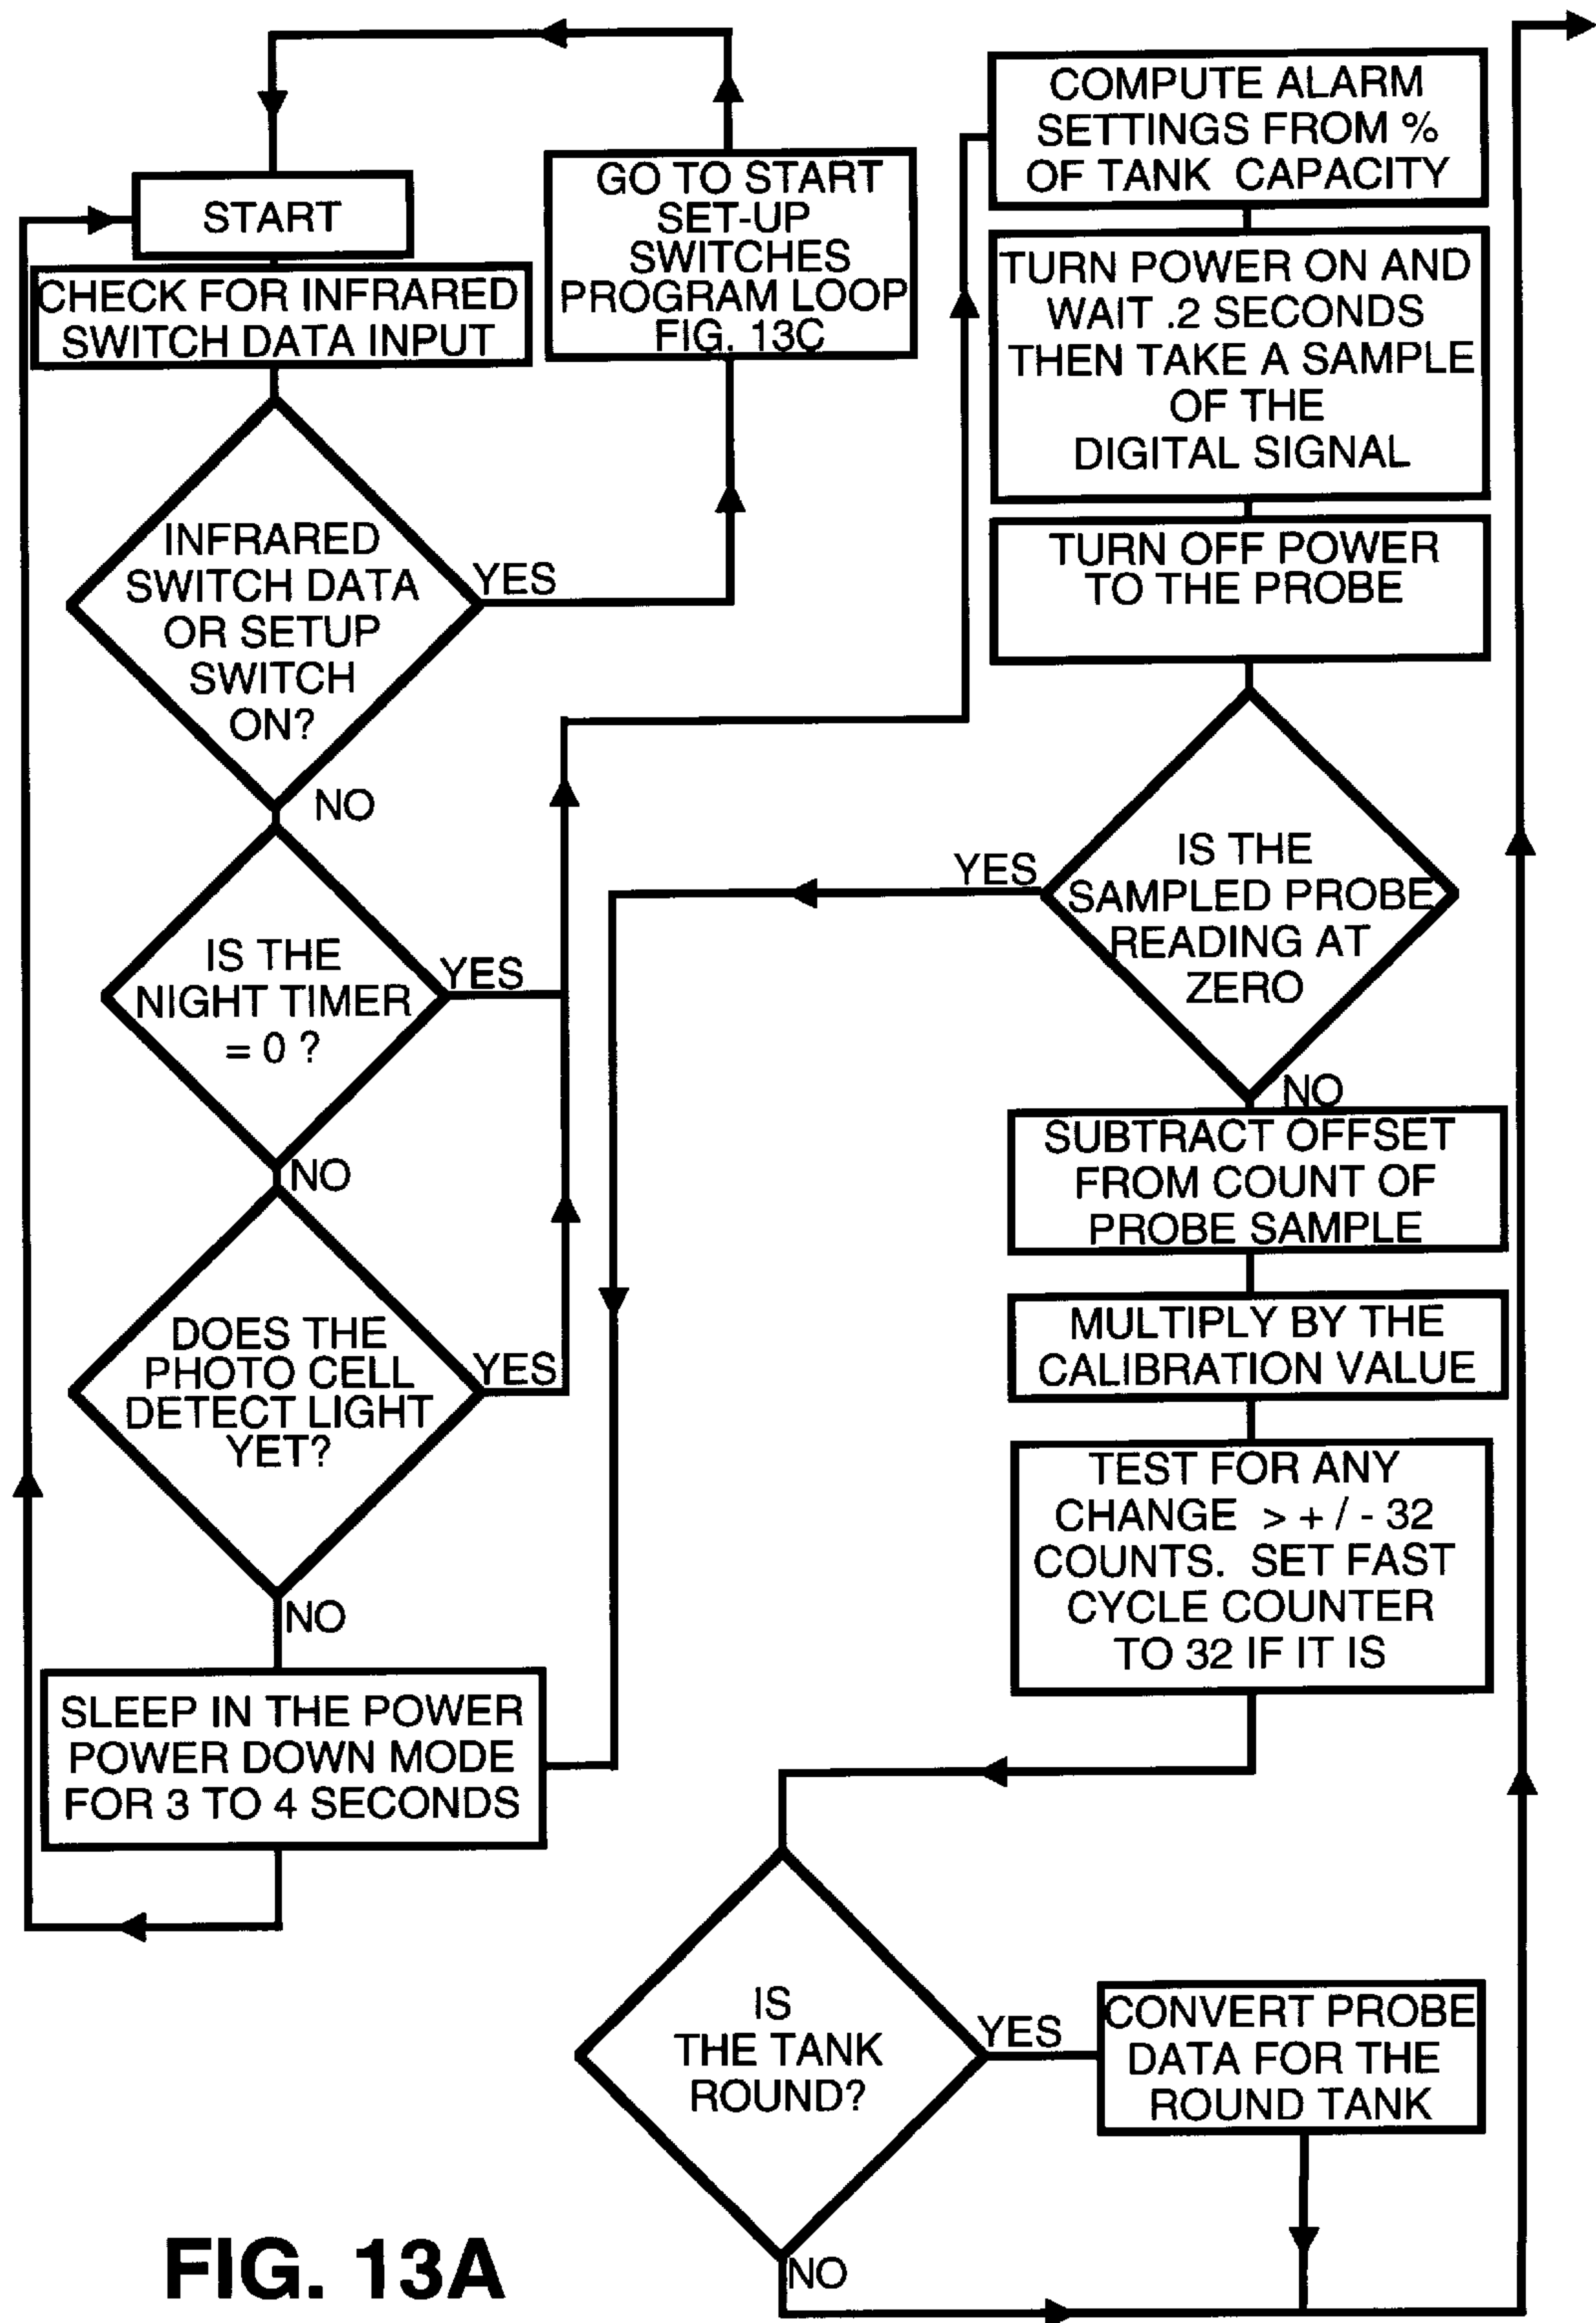 START
CHECK FOR INFRARED
SWITCH DATA INPUT
GO TO START
SET-UP
SWITCHES
PROGRAM LOOP
FIG. 13C
INFRARED
SWITCH DATA
OR SETUP
SWITCH
ON?
YES
NO
IS THE
NIGHT TIMER
= 0 ?
YES
NO
DOES THE
PHOTO CELL
DETECT LIGHT
YET?
YES
NO
SLEEP IN THE POWER
POWER DOWN MODE
FOR 3 TO 4 SECONDS
COMPUTE ALARM
SETTINGS FROM %
OF TANK CAPACITY
TURN POWER ON AND
WAIT .2 SECONDS
THEN TAKE A SAMPLE
OF THE
DIGITAL SIGNAL
TURN OFF POWER
TO THE PROBE
IS THE
SAMPLED PROBE
READING AT
ZERO
YES
NO
SUBTRACT OFFSET
FROM COUNT OF
PROBE SAMPLE
MULTIPLY BY THE
CALIBRATION VALUE
TEST FOR ANY
CHANGE > + / - 32
COUNTS. SET FAST
CYCLE COUNTER
TO 32 IF IT IS
IS
THE TANK
ROUND?
YES
NO
CONVERT PROBE
DATA FOR THE
ROUND TANK
FIG. 13A